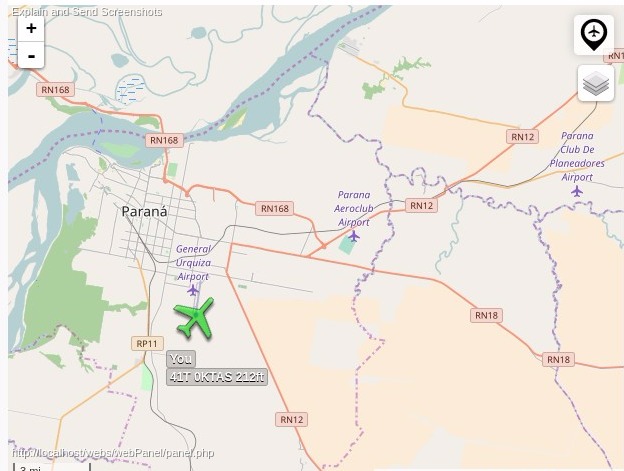 Explain and Send Screenshots
+
-
RN168
RN168
RN12
Parana
Club De
Planeadores
Airport
Paraná
RN168
Parana
Aeroclub
Airport
RN12
General
Urquiza
Airport
RN18
RP11
You
41T 0KTAS 212ft
RN18
RN12
http://localhost/webs/webPanel/panel.php
3 mi